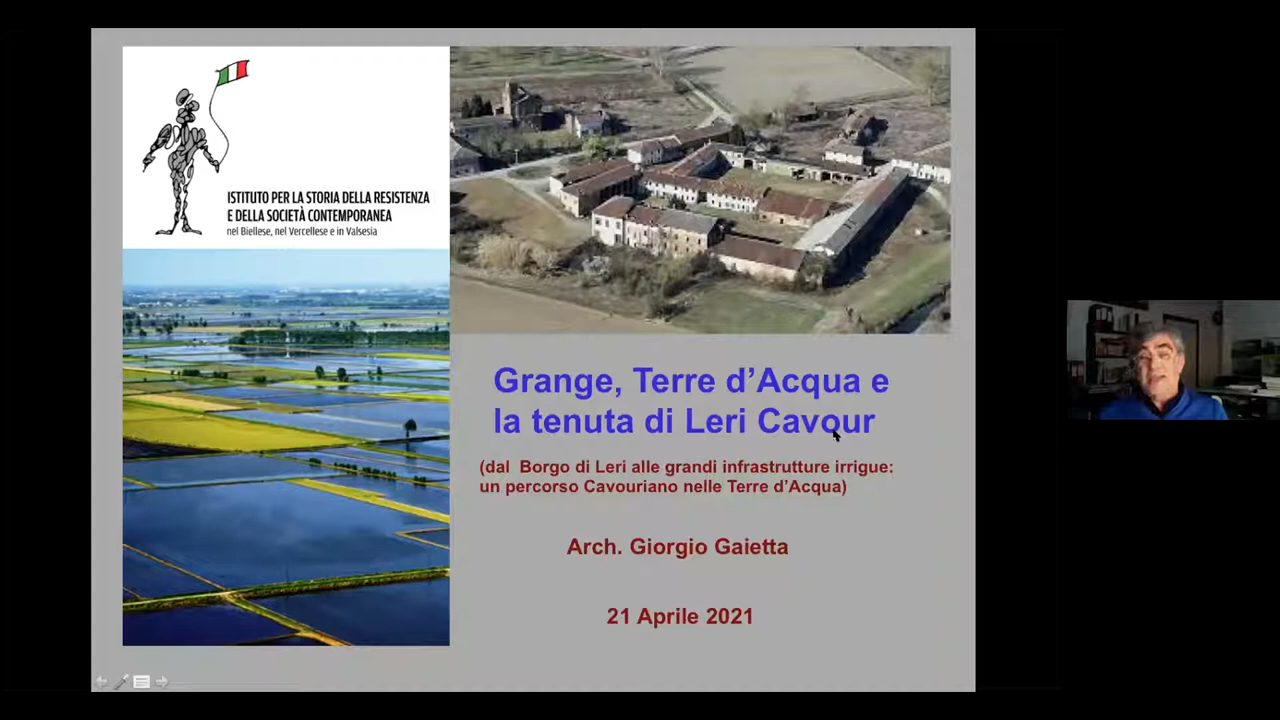 ISTITUTO PER LA STORIA DELLA RESISTENZA
E DELLA SOCIETÀ CONTEMPORANEA
nel Biellese, nel Vercellese e in Valsesia
Grange, Terre d’Acqua e
la tenuta di Leri Cavour
(dal Borgo di Leri alle grandi infrastrutture irrigue:
un percorso Cavouriano nelle Terre d’Acqua)
Arch. Giorgio Gaietta
21 Aprile 2021